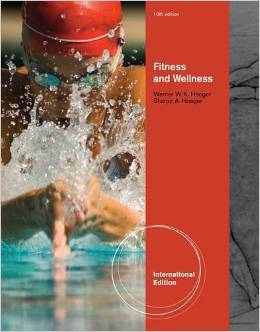 10th edition
Fitness
and Wellness
Werner W. K. Hoeger
Sharon A. Hoeger
International
Edition